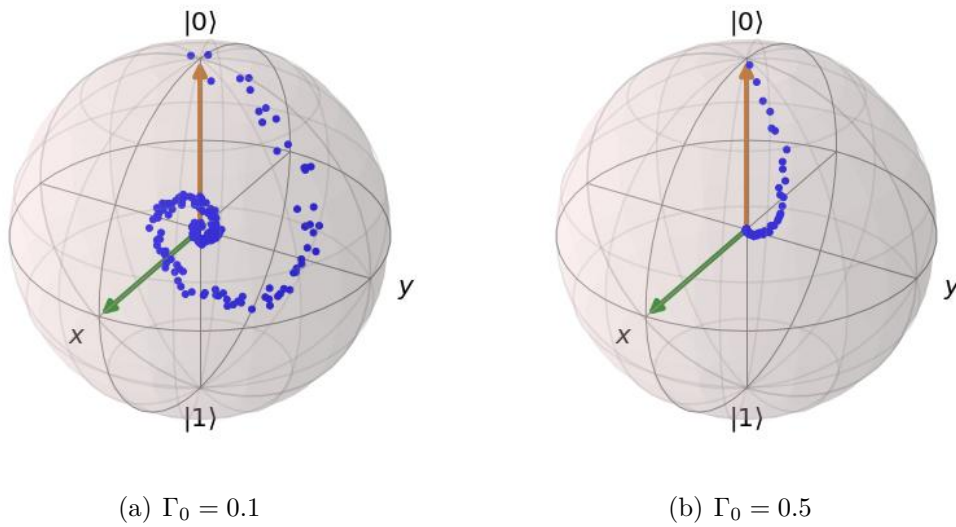 |0⟩ |0⟩
y y
x x
|1⟩ |1⟩
(a) Γ₀ = 0.1 (b) Γ₀ = 0.5